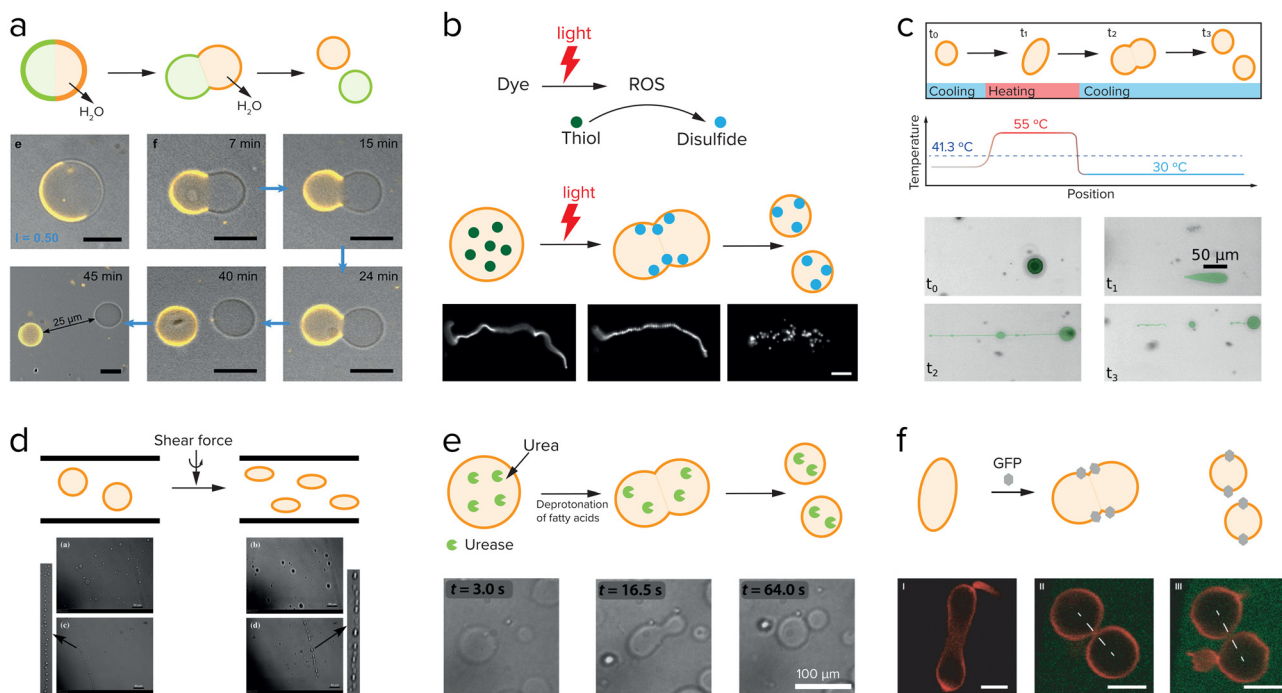 a
H₂O
H₂O
e
I = 0.50
f
7 min
15 min
45 min
25 µm
40 min
24 min
b
light
Dye
ROS
Thiol
Disulfide
light
c
t₀
t₁
t₂
t₃
Cooling
Heating
Cooling
Temperature
41.3 ºC
55 ºC
30 ºC
Position
t₀
50 µm
t₁
t₂
t₃
d
Shear force
(a)
(b)
(c)
(d)
e
Urea
Deprotonation
of fatty acids
Urease
t = 3.0 s
t = 16.5 s
t = 64.0 s
100 µm
f
GFP
I
II
III